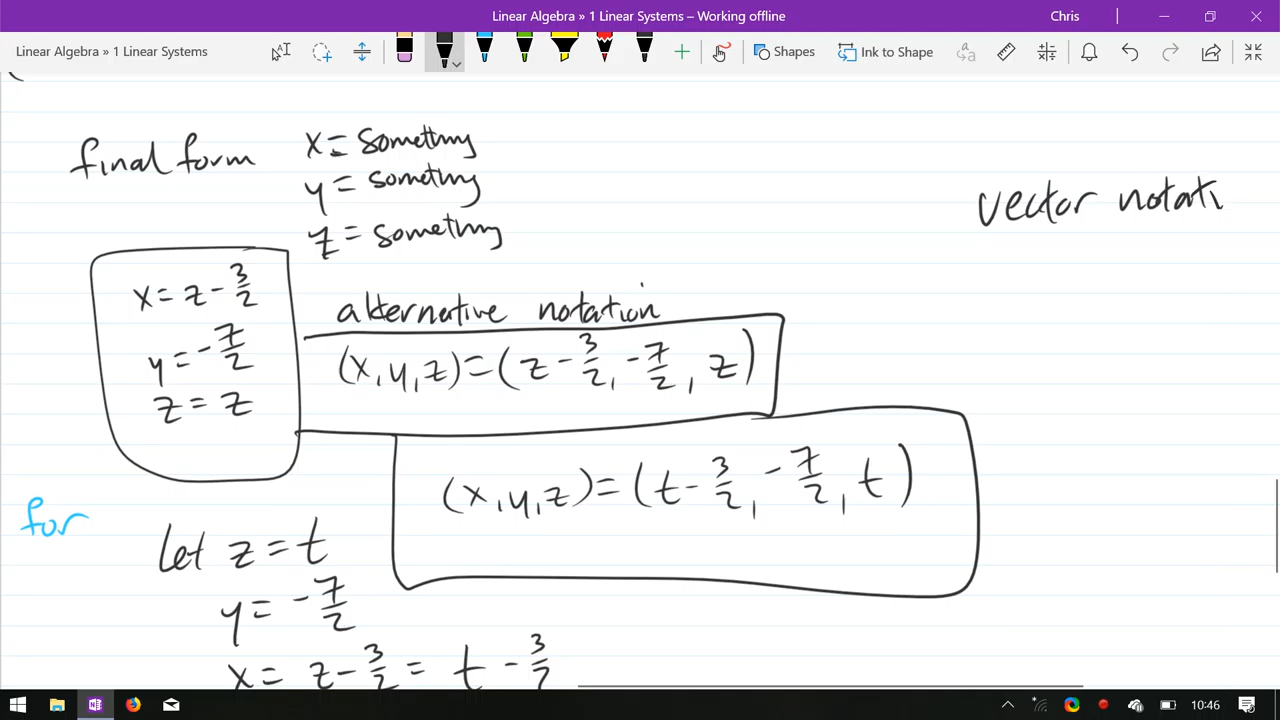 Linear Algebra » 1 Linear Systems – Working offline
Chris
Linear Algebra » 1 Linear Systems
Shapes
Ink to Shape
final form
x = something
y = something
z = something
vector notati
x = z - 3/2
y = - 7/2
z = z
alternative notation
(x, y, z) = (z - 3/2, - 7/2, z)
(x, y, z) = (t - 3/2, - 7/2, t)
for
Let z = t
y = - 7/2
x = z - 3/2 = t - 3/2
10:46